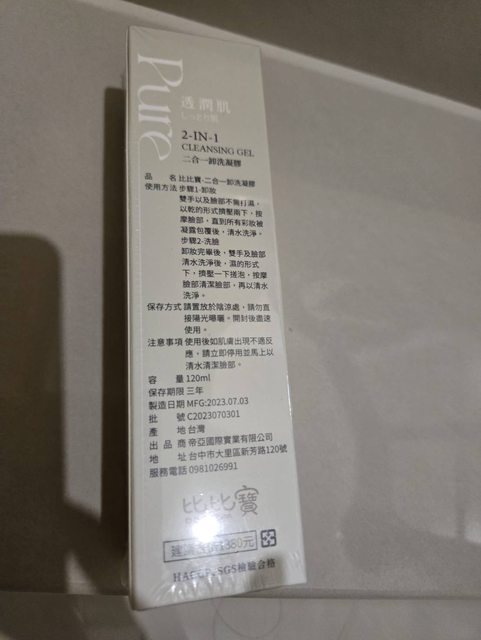 Pure
透潤肌
しっとり肌
2-IN-1
CLEANSING GEL
二合一卸洗凝膠
品 名 比比寶-二合一卸洗凝膠
使用方法 步驟1-卸妝
雙手以及臉部不需打濕，
以乾的形式擠壓兩下，按
摩臉部，直到所有彩妝被
凝露包覆後，清水洗淨。
步驟2-洗臉
卸妝完畢後，雙手及臉部
清水洗淨後，濕的形式
下，擠壓一下搓泡，按摩
臉部清潔臉部，再以清水
洗淨。
保存方式 請置放於陰涼處，請勿直
接陽光曝曬。開封後盡速
使用。
注意事項 使用後如肌膚出現不適反
應，請立即停用並馬上以
清水清潔臉部。
容 量 120ml
保存期限 三年
製造日期 MFG:2023.07.03
批 號 C2023070301
產 地 台灣
出 品 商 帝亞國際實業有限公司
地 址 台中市大里區新芳路120號
服務電話 0981026991
比比寶
建議 380元
SGS檢驗合格